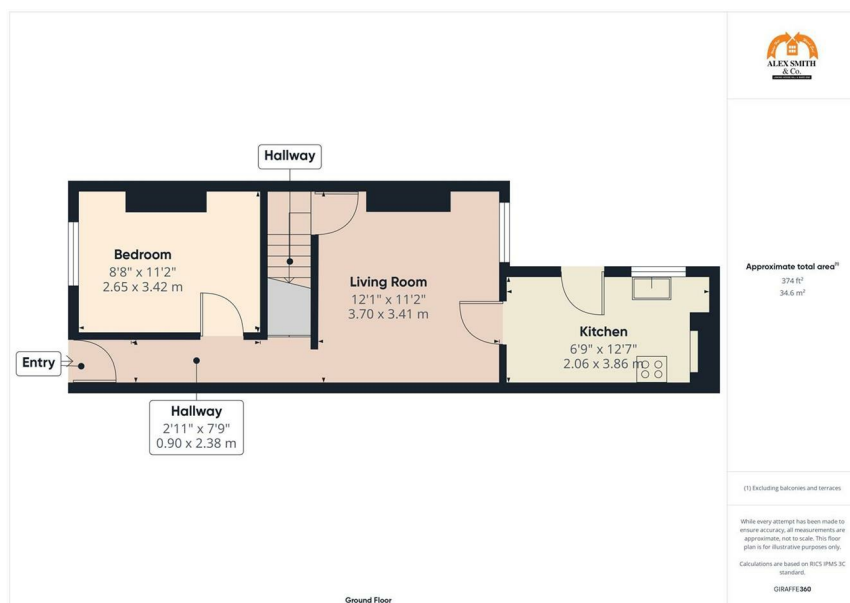 Hallway
Bedroom
8'8" x 11'2"
2.65 x 3.42 m
Living Room
12'1" x 11'2"
3.70 x 3.41 m
Kitchen
6'9" x 12'7"
2.06 x 3.86 m
Entry
Hallway
2'11" x 7'9"
0.90 x 2.38 m
Ground Floor
ALEX SMITH
& Co.
Approximate total area(1)
374 ft²
34.6 m²
(1) Excluding balconies and terraces
While every attempt has been made to
ensure accuracy, all measurements are
approximate, not to scale. This floor
plan is for illustrative purposes only.
Calculations are based on RICS IPMS 3C
standard.
GIRAFFE360